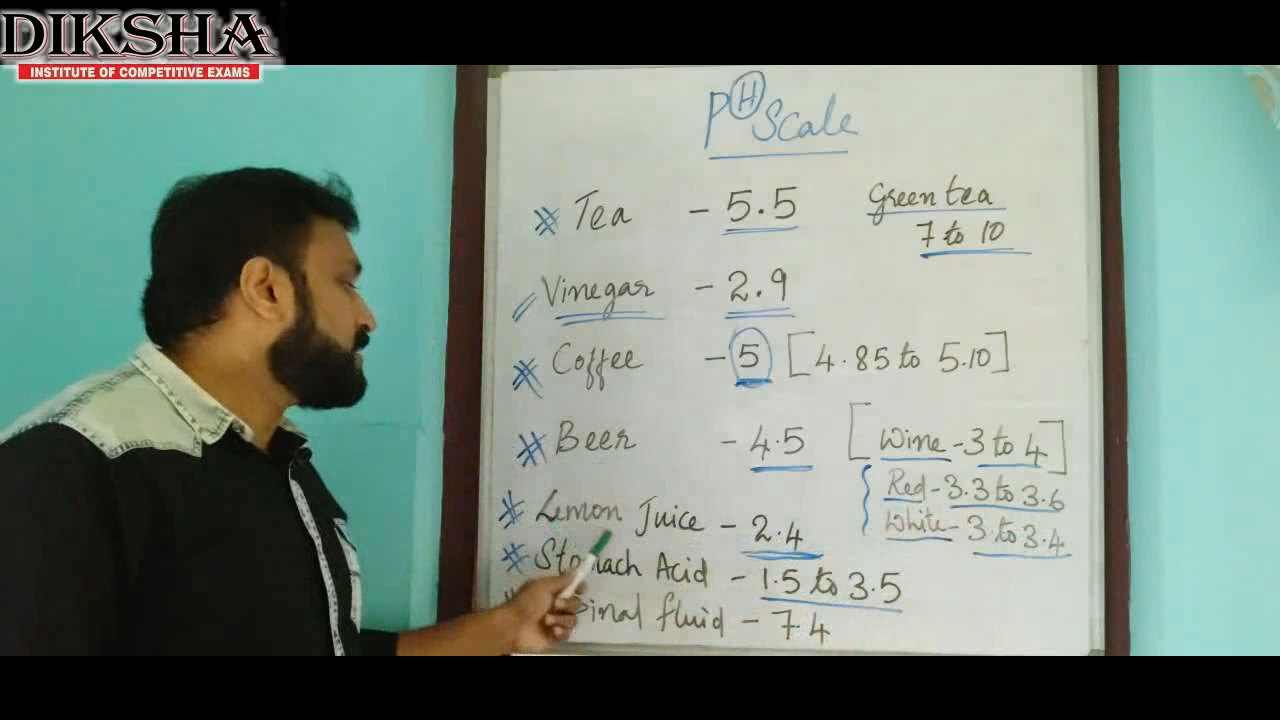 DIKSHA
INSTITUTE OF COMPETITIVE EXAMS
PH Scale
Tea - 5.5
Green tea
7 to 10
Vinegar - 2.9
Coffee - 5 [4.85 to 5.10]
Beer - 4.5 [Wine - 3 to 4]
Red - 3.3 to 3.6
White - 3 to 3.4
Lemon Juice - 2.4
Stomach Acid - 1.5 to 3.5
fluid - 7.4